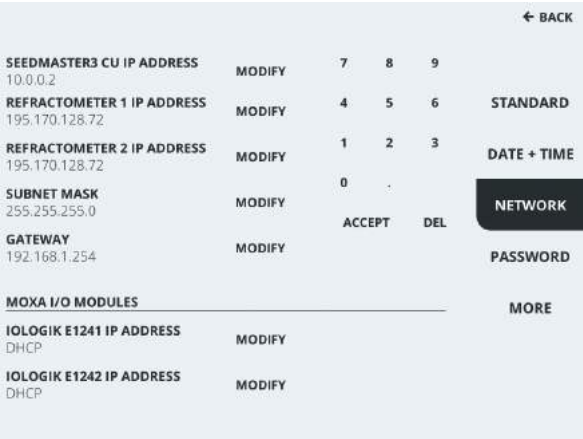 ← BACK
SEEDMASTER3 CU IP ADDRESS
10.0.0.2
MODIFY
REFRACTOMETER 1 IP ADDRESS
195.170.128.72
MODIFY
REFRACTOMETER 2 IP ADDRESS
195.170.128.72
MODIFY
SUBNET MASK
255.255.255.0
MODIFY
GATEWAY
192.168.1.254
MODIFY
7 8 9
4 5 6
1 2 3
0 .
ACCEPT DEL
MOXA I/O MODULES
IOLOGIK E1241 IP ADDRESS
DHCP
MODIFY
IOLOGIK E1242 IP ADDRESS
DHCP
MODIFY
STANDARD
DATE + TIME
NETWORK
PASSWORD
MORE